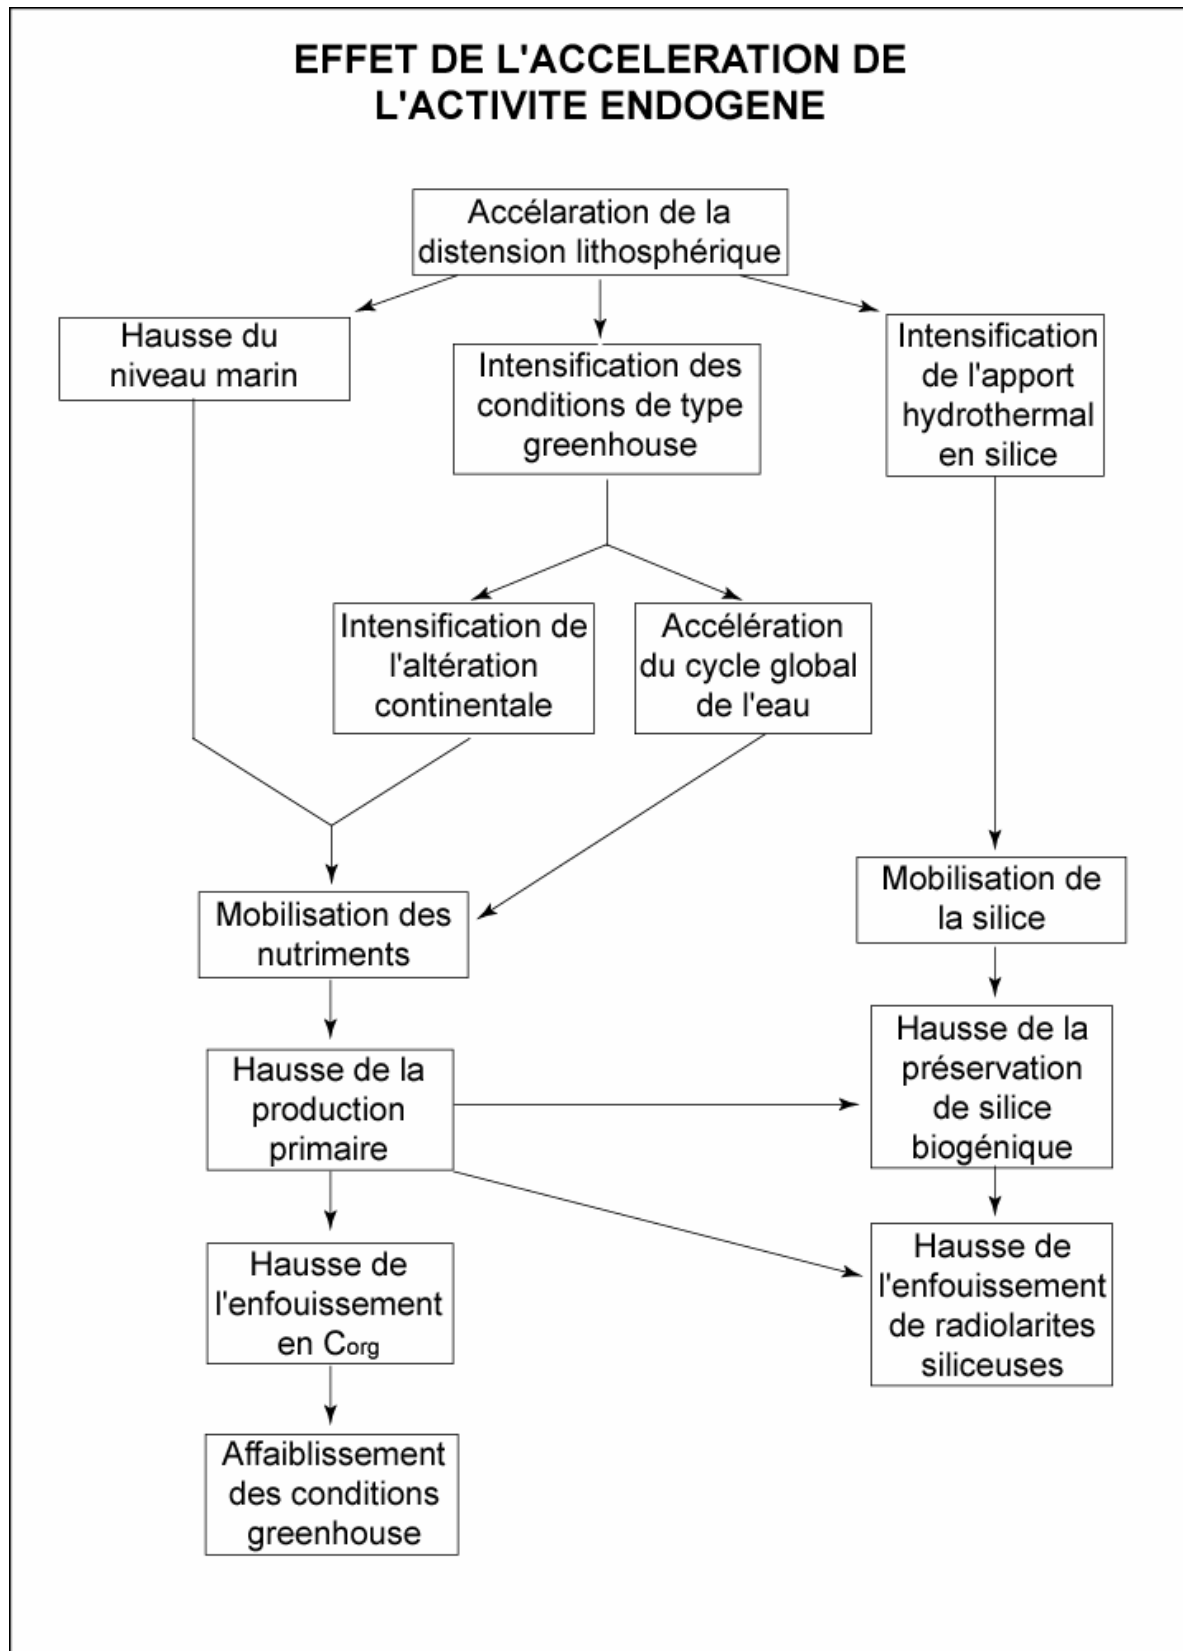 EFFET DE L'ACCELERATION DE
L'ACTIVITE ENDOGENE
Accélaration de la
distension lithosphérique
Hausse du
niveau marin
Intensification des
conditions de type
greenhouse
Intensification
de l'apport
hydrothermal
en silice
Intensification de
l'altération
continentale
Accélération
du cycle global
de l'eau
Mobilisation des
nutriments
Mobilisation de
la silice
Hausse de la
production
primaire
Hausse de la
préservation
de silice
biogénique
Hausse de
l'enfouissement
en Corg
Hausse de
l'enfouissement
de radiolarites
siliceuses
Affaiblissement
des conditions
greenhouse